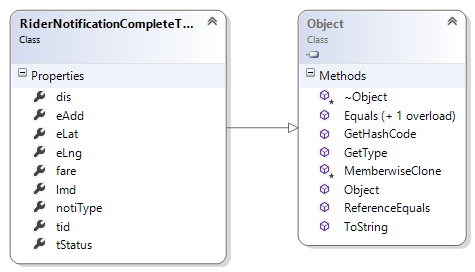 RiderNotificationCompleteT...
Class
Properties
dis
eAdd
eLat
eLng
fare
lmd
notiType
tid
tStatus
Object
Class
Methods
~Object
Equals (+ 1 overload)
GetHashCode
GetType
MemberwiseClone
Object
ReferenceEquals
ToString